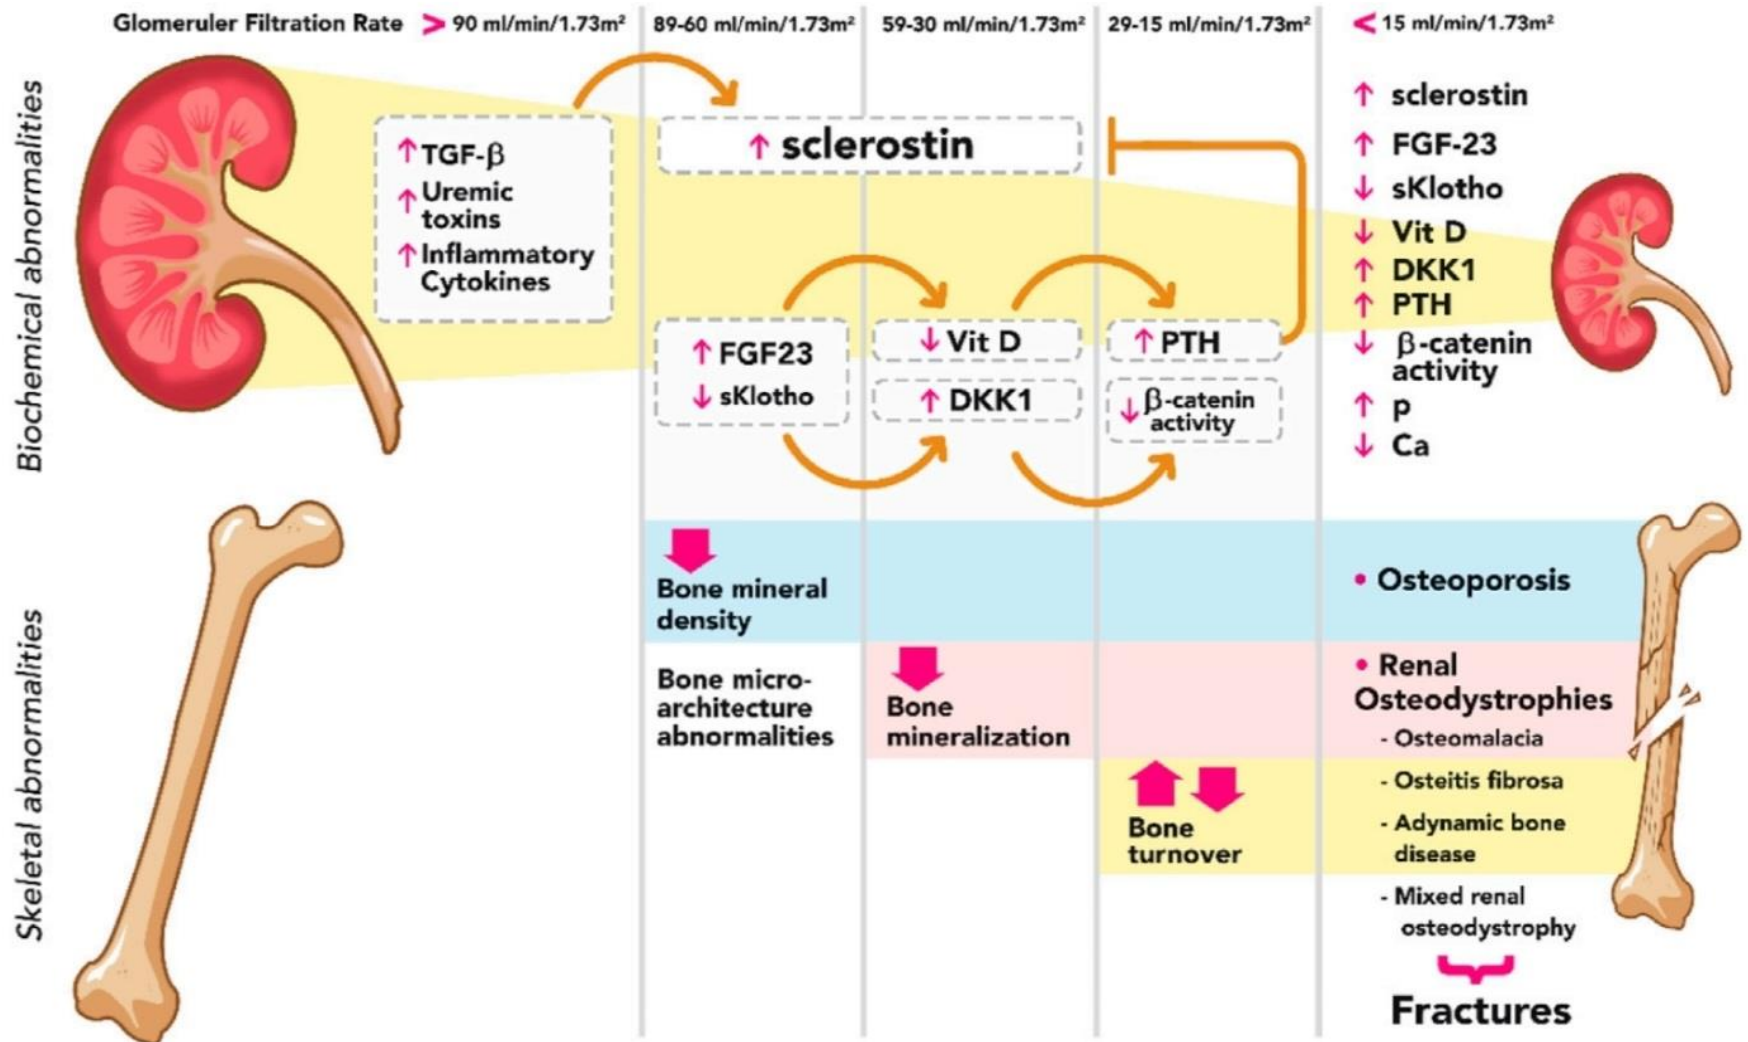 Glomeruler Filtration Rate > 90 ml/min/1.73m² 89-60 ml/min/1.73m² 59-30 ml/min/1.73m² 29-15 ml/min/1.73m² < 15 ml/min/1.73m²
Biochemical abnormalities
↑ TGF-β
↑ Uremic
toxins
↑ Inflammatory
Cytokines
↑ sclerostin
↑ FGF23
↓ sKlotho
↓ Vit D
↑ DKK1
↑ PTH
↓ β-catenin
activity
↑ sclerostin
↑ FGF-23
↓ sKlotho
↓ Vit D
↑ DKK1
↑ PTH
↓ β-catenin
activity
↑ p
↓ Ca
Skeletal abnormalities
Bone mineral
density
Bone micro-
architecture
abnormalities
Bone
mineralization
Bone
turnover
• Osteoporosis
• Renal
Osteodystrophies
- Osteomalacia
- Osteitis fibrosa
- Adynamic bone
disease
- Mixed renal
osteodystrophy
Fractures